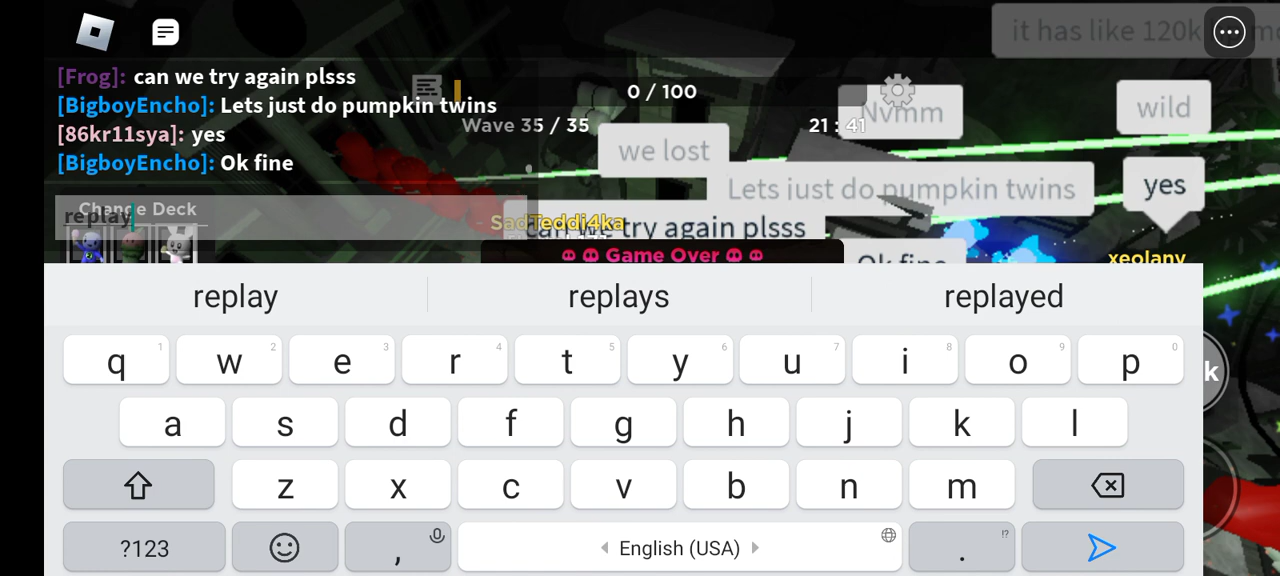 it has like 120k
[Frog]: can we try again plsss
[BigboyEncho]: Lets just do pumpkin twins
[86kr11sya]: yes
[BigboyEncho]: Ok fine
0 / 100
Wave 35 / 35
21 : 41
Nvmm
wild
we lost
Lets just do pumpkin twins
yes
Change Deck
replay
SadTeddi4ka
can we try again plsss
Game Over
Ok fine
xeolany
k
replay replays replayed
q 1 w 2 e 3 r 4 t 5 y 6 u 7 i 8 o 9 p 0
a s d f g h j k l
z x c v b n m
?123 , English (USA) . !?